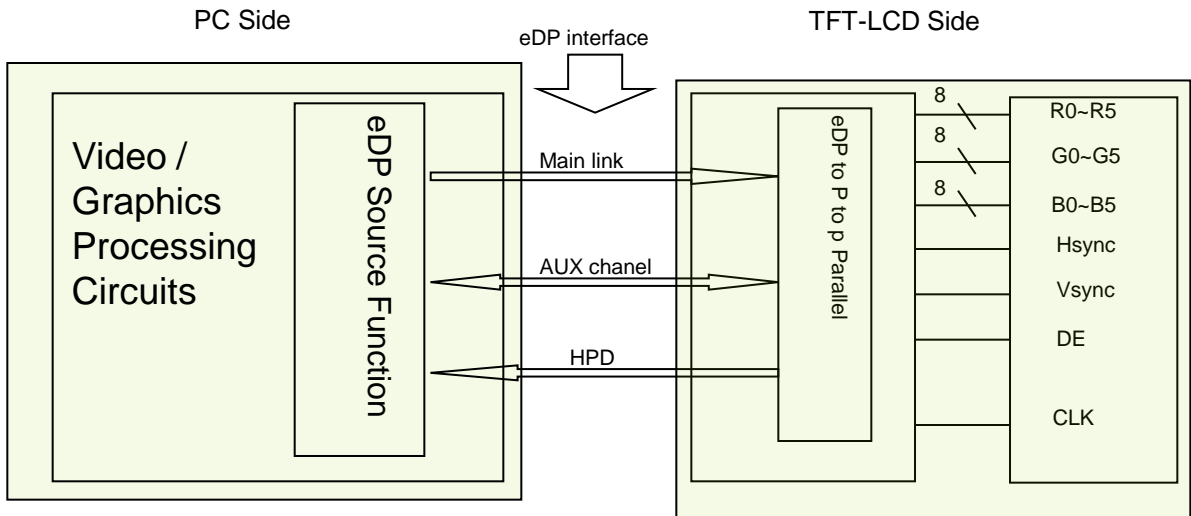 PC Side
eDP interface
TFT-LCD Side
Video /
Graphics
Processing
Circuits
eDP Source Function
Main link
AUX chanel
HPD
eDP to P to p Parallel
8
R0~R5
8
G0~G5
8
B0~B5
Hsync
Vsync
DE
CLK